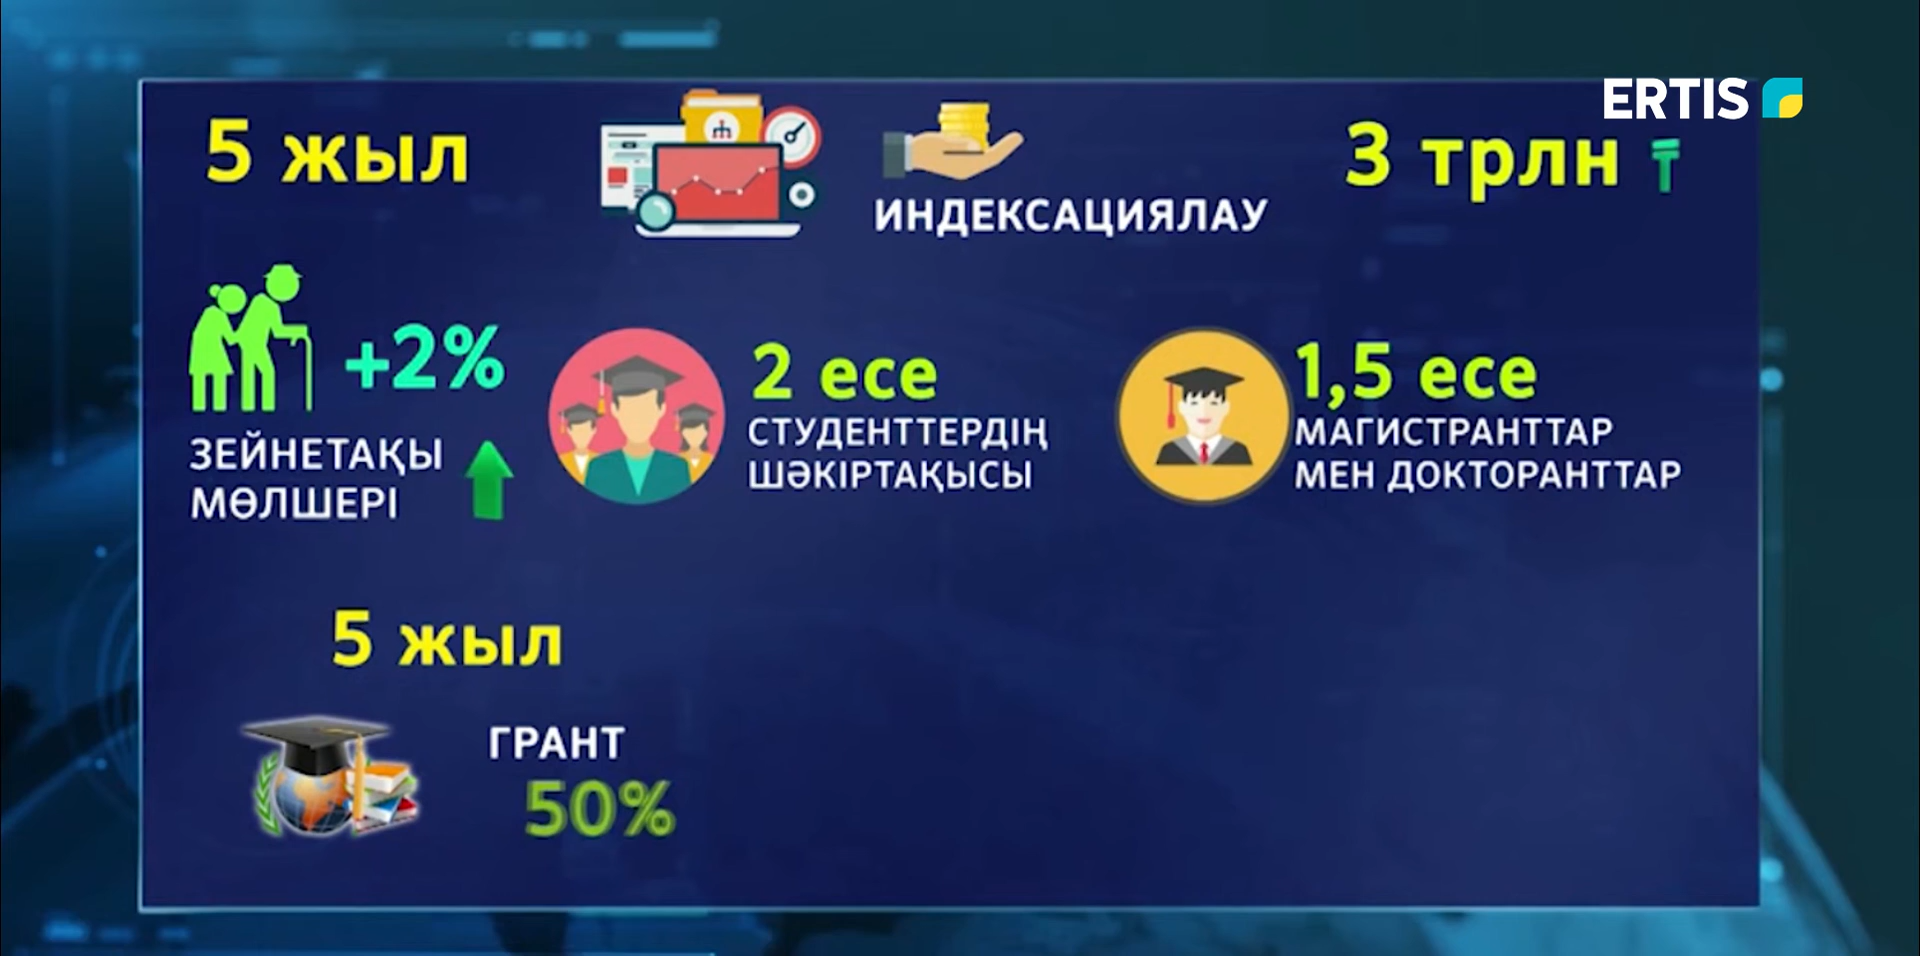 ERTIS
5 жыл
ИНДЕКСАЦИЯЛАУ
3 трлн ₸
+2%
ЗЕЙНЕТАҚЫ
МӨЛШЕРІ
2 есе
СТУДЕНТТЕРДІҢ
ШӘКІРТАҚЫСЫ
1,5 есе
МАГИСТРАНТТАР
МЕН ДОКТОРАНТТАР
5 жыл
ГРАНТ
50%